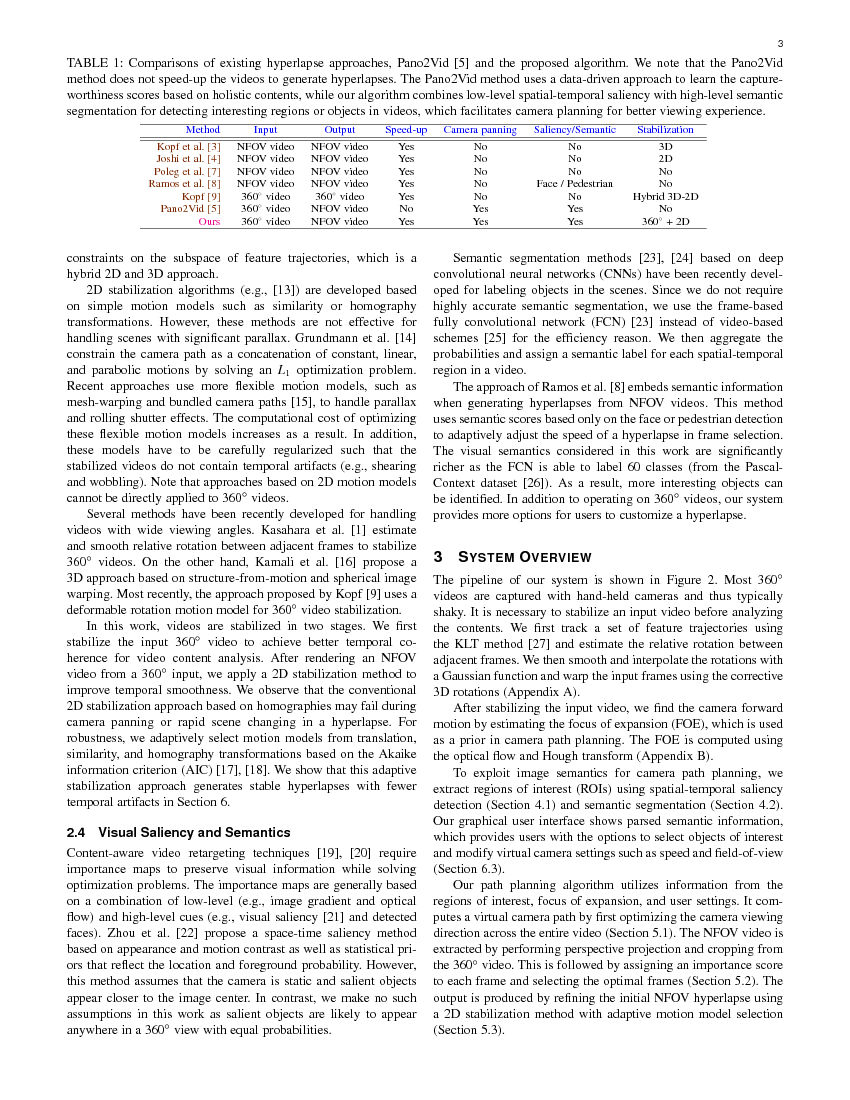 3
TABLE 1: Comparisons of existing hyperlapse approaches, Pano2Vid [5] and the proposed algorithm. We note that the Pano2Vid
method does not speed-up the videos to generate hyperlapses. The Pano2Vid method uses a data-driven approach to learn the capture-
worthiness scores based on holistic contents, while our algorithm combines low-level spatial-temporal saliency with high-level semantic
segmentation for detecting interesting regions or objects in videos, which facilitates camera planning for better viewing experience.
Method Input Output Speed-up Camera panning Saliency/Semantic Stabilization
Kopf et al. [3] NFOV video NFOV video Yes No No 3D
Joshi et al. [4] NFOV video NFOV video Yes No No 2D
Poleg et al. [7] NFOV video NFOV video Yes No No No
Ramos et al. [8] NFOV video NFOV video Yes No Face / Pedestrian No
Kopf [9] 360° video 360° video Yes No No Hybrid 3D-2D
Pano2Vid [5] 360° video NFOV video No Yes Yes No
Ours 360° video NFOV video Yes Yes Yes 360° + 2D
constraints on the subspace of feature trajectories, which is a
hybrid 2D and 3D approach.
2D stabilization algorithms (e.g., [13]) are developed based
on simple motion models such as similarity or homography
transformations. However, these methods are not effective for
handling scenes with significant parallax. Grundmann et al. [14]
constrain the camera path as a concatenation of constant, linear,
and parabolic motions by solving an L1 optimization problem.
Recent approaches use more flexible motion models, such as
mesh-warping and bundled camera paths [15], to handle parallax
and rolling shutter effects. The computational cost of optimizing
these flexible motion models increases as a result. In addition,
these models have to be carefully regularized such that the
stabilized videos do not contain temporal artifacts (e.g., shearing
and wobbling). Note that approaches based on 2D motion models
cannot be directly applied to 360° videos.
Several methods have been recently developed for handling
videos with wide viewing angles. Kasahara et al. [1] estimate
and smooth relative rotation between adjacent frames to stabilize
360° videos. On the other hand, Kamali et al. [16] propose a
3D approach based on structure-from-motion and spherical image
warping. Most recently, the approach proposed by Kopf [9] uses a
deformable rotation motion model for 360° video stabilization.
In this work, videos are stabilized in two stages. We first
stabilize the input 360° video to achieve better temporal co-
herence for video content analysis. After rendering an NFOV
video from a 360° input, we apply a 2D stabilization method to
improve temporal smoothness. We observe that the conventional
2D stabilization approach based on homographies may fail during
camera panning or rapid scene changing in a hyperlapse. For
robustness, we adaptively select motion models from translation,
similarity, and homography transformations based on the Akaike
information criterion (AIC) [17], [18]. We show that this adaptive
stabilization approach generates stable hyperlapses with fewer
temporal artifacts in Section 6.
2.4 Visual Saliency and Semantics
Content-aware video retargeting techniques [19], [20] require
importance maps to preserve visual information while solving
optimization problems. The importance maps are generally based
on a combination of low-level (e.g., image gradient and optical
flow) and high-level cues (e.g., visual saliency [21] and detected
faces). Zhou et al. [22] propose a space-time saliency method
based on appearance and motion contrast as well as statistical pri-
ors that reflect the location and foreground probability. However,
this method assumes that the camera is static and salient objects
appear closer to the image center. In contrast, we make no such
assumptions in this work as salient objects are likely to appear
anywhere in a 360° view with equal probabilities.
Semantic segmentation methods [23], [24] based on deep
convolutional neural networks (CNNs) have been recently devel-
oped for labeling objects in the scenes. Since we do not require
highly accurate semantic segmentation, we use the frame-based
fully convolutional network (FCN) [23] instead of video-based
schemes [25] for the efficiency reason. We then aggregate the
probabilities and assign a semantic label for each spatial-temporal
region in a video.
The approach of Ramos et al. [8] embeds semantic information
when generating hyperlapses from NFOV videos. This method
uses semantic scores based only on the face or pedestrian detection
to adaptively adjust the speed of a hyperlapse in frame selection.
The visual semantics considered in this work are significantly
richer as the FCN is able to label 60 classes (from the Pascal-
Context dataset [26]). As a result, more interesting objects can
be identified. In addition to operating on 360° videos, our system
provides more options for users to customize a hyperlapse.
3 SYSTEM OVERVIEW
The pipeline of our system is shown in Figure 2. Most 360°
videos are captured with hand-held cameras and thus typically
shaky. It is necessary to stabilize an input video before analyzing
the contents. We first track a set of feature trajectories using
the KLT method [27] and estimate the relative rotation between
adjacent frames. We then smooth and interpolate the rotations with
a Gaussian function and warp the input frames using the corrective
3D rotations (Appendix A).
After stabilizing the input video, we find the camera forward
motion by estimating the focus of expansion (FOE), which is used
as a prior in camera path planning. The FOE is computed using
the optical flow and Hough transform (Appendix B).
To exploit image semantics for camera path planning, we
extract regions of interest (ROIs) using spatial-temporal saliency
detection (Section 4.1) and semantic segmentation (Section 4.2).
Our graphical user interface shows parsed semantic information,
which provides users with the options to select objects of interest
and modify virtual camera settings such as speed and field-of-view
(Section 6.3).
Our path planning algorithm utilizes information from the
regions of interest, focus of expansion, and user settings. It com-
putes a virtual camera path by first optimizing the camera viewing
direction across the entire video (Section 5.1). The NFOV video is
extracted by performing perspective projection and cropping from
the 360° video. This is followed by assigning an importance score
to each frame and selecting the optimal frames (Section 5.2). The
output is produced by refining the initial NFOV hyperlapse using
a 2D stabilization method with adaptive motion model selection
(Section 5.3).